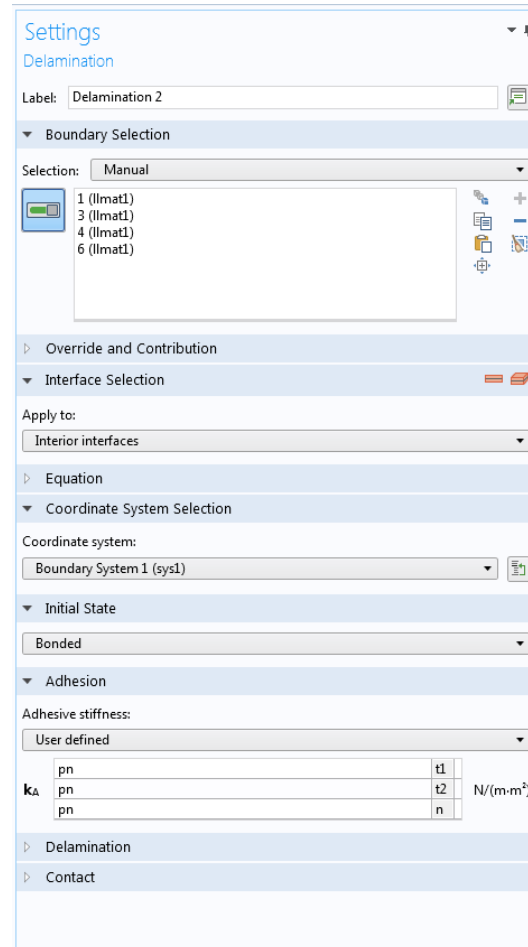 Settings
Delamination
Label: Delamination 2
Boundary Selection
Selection: Manual
1 (llmat1)
3 (llmat1)
4 (llmat1)
6 (llmat1)
Override and Contribution
Interface Selection
Apply to:
Interior interfaces
Equation
Coordinate System Selection
Coordinate system:
Boundary System 1 (sys1)
Initial State
Bonded
Adhesion
Adhesive stiffness:
User defined
pn t1
kA pn t2 N/(m·m²)
pn n
Delamination
Contact